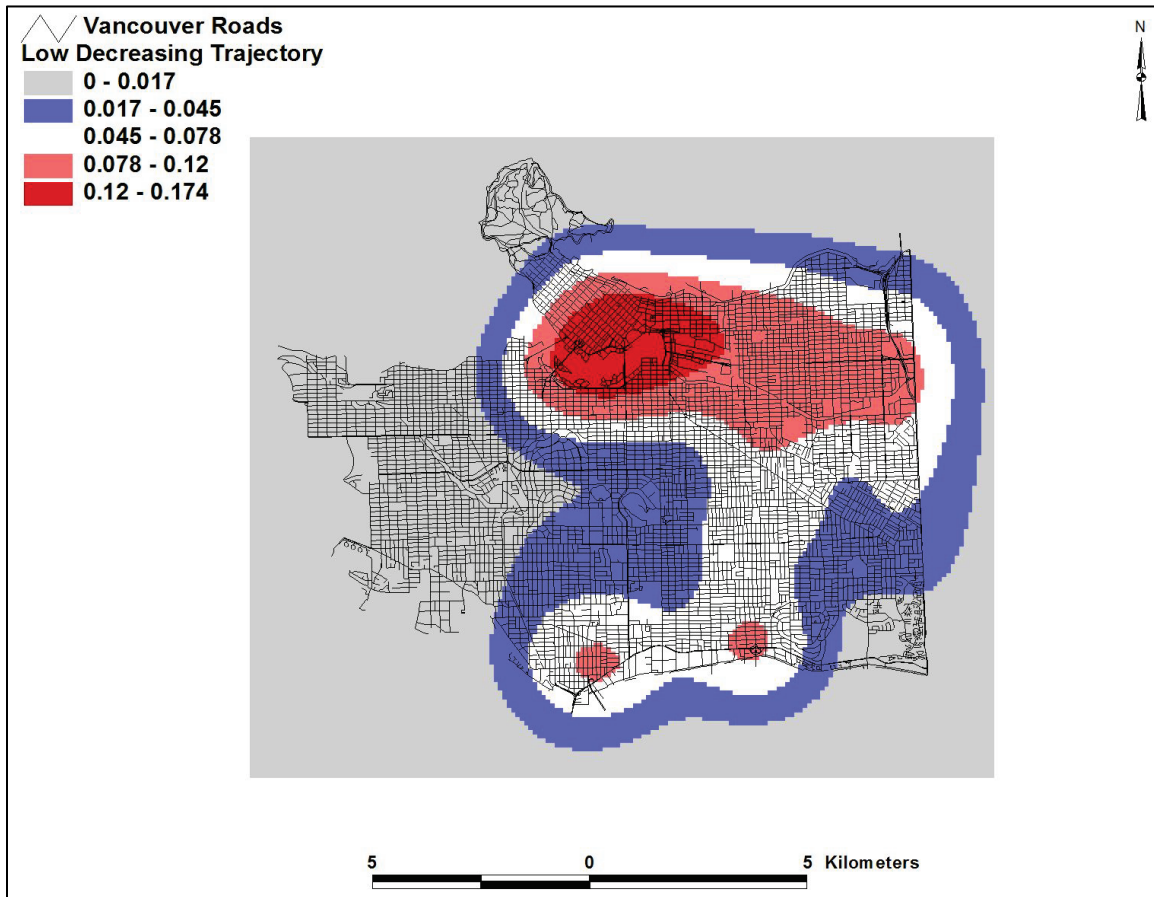 Vancouver Roads
Low Decreasing Trajectory
0 - 0.017
0.017 - 0.045
0.045 - 0.078
0.078 - 0.12
0.12 - 0.174
N
5 0 5 Kilometers